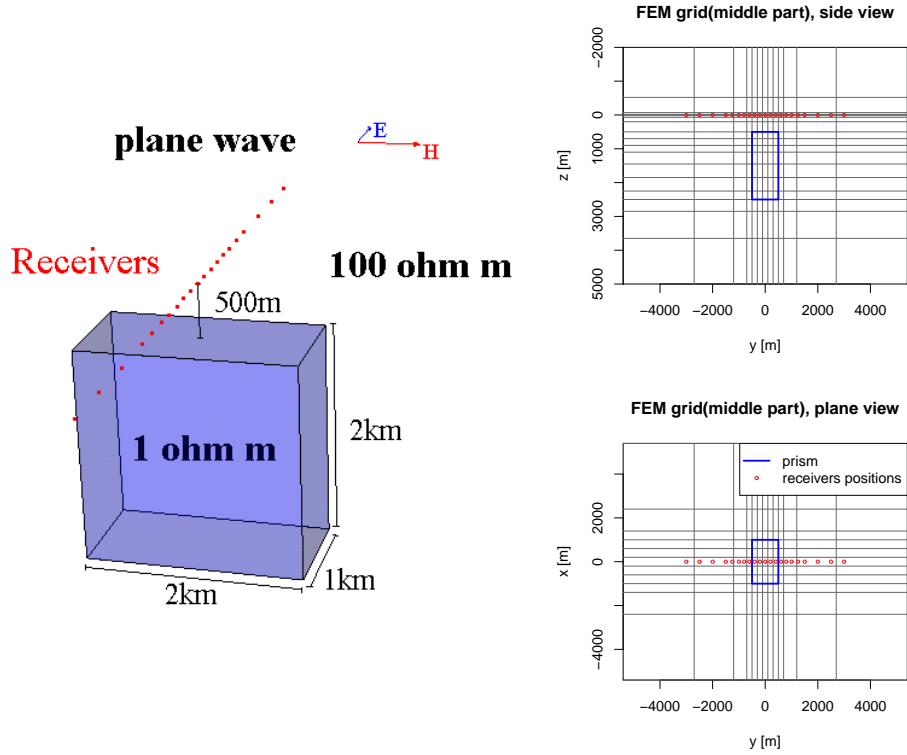 plane wave
E
H
Receivers
100 ohm m
500m
1 ohm m
2km
1km
2km
FEM grid(middle part), side view
−2000
0
1000
3000
5000
z [m]
−4000
−2000
0
2000
4000
y [m]
FEM grid(middle part), plane view
prism
receivers positions
2000
0
−4000
x [m]
−4000
−2000
0
2000
4000
y [m]